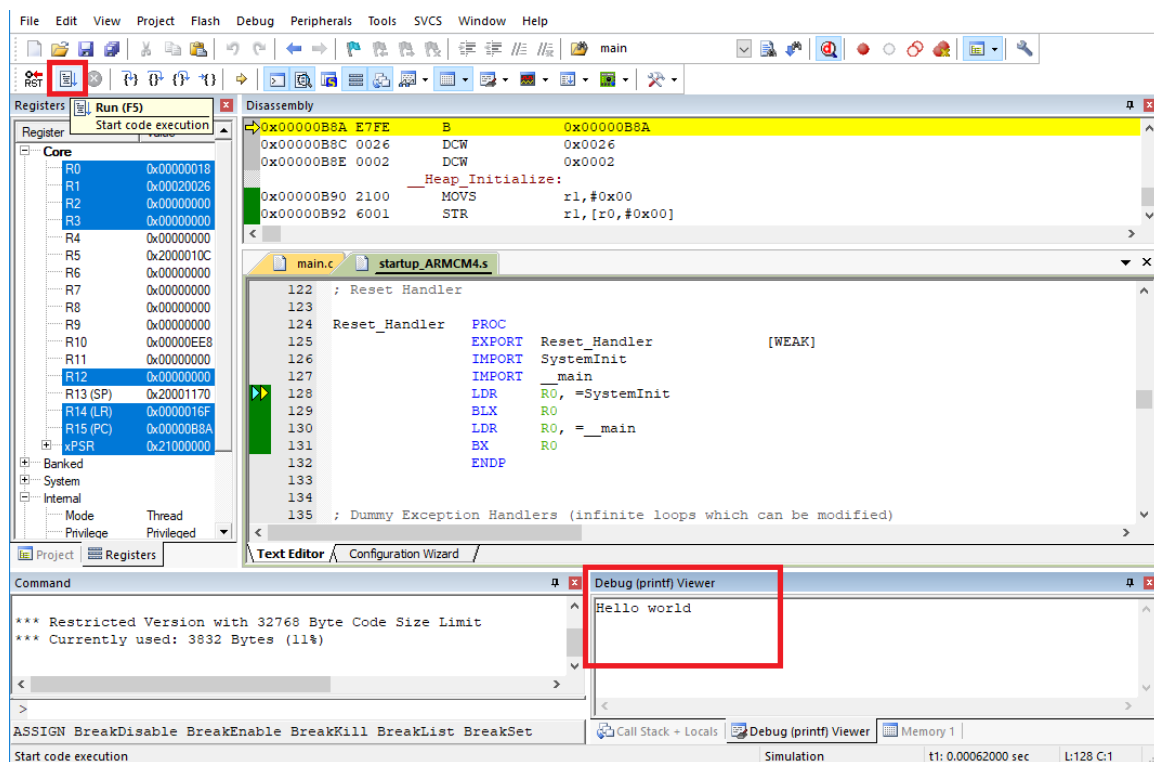 File Edit View Project Flash Debug Peripherals Tools SVCS Window Help
main
RST
Registers
Run (F5)
Start code execution
Register
Core
R0 0x00000018
R1 0x00020026
R2 0x00000000
R3 0x00000000
R4 0x00000000
R5 0x2000010C
R6 0x00000000
R7 0x00000000
R8 0x00000000
R9 0x00000000
R10 0x00000EE8
R11 0x00000000
R12 0x00000000
R13 (SP) 0x20001170
R14 (LR) 0x0000016F
R15 (PC) 0x00000B8A
xPSR 0x21000000
Banked
System
Internal
Mode Thread
Privilege Privileged
Project Registers
Disassembly
0x00000B8A E7FE B 0x00000B8A
0x00000B8C 0026 DCW 0x0026
0x00000B8E 0002 DCW 0x0002
__Heap_Initialize:
0x00000B90 2100 MOVS r1,#0x00
0x00000B92 6001 STR r1,[r0,#0x00]
main.c startup_ARMCM4.s
122 ; Reset Handler
123
124 Reset_Handler PROC
125 EXPORT Reset_Handler [WEAK]
126 IMPORT SystemInit
127 IMPORT __main
128 LDR R0, =SystemInit
129 BLX R0
130 LDR R0, =__main
131 BX R0
132 ENDP
133
134
135 ; Dummy Exception Handlers (infinite loops which can be modified)
Text Editor Configuration Wizard
Command
*** Restricted Version with 32768 Byte Code Size Limit
*** Currently used: 3832 Bytes (11%)
>
ASSIGN BreakDisable BreakEnable BreakKill BreakList BreakSet
Debug (printf) Viewer
Hello world
Call Stack + Locals Debug (printf) Viewer Memory 1
Start code execution Simulation t1: 0.00062000 sec L:128 C:1